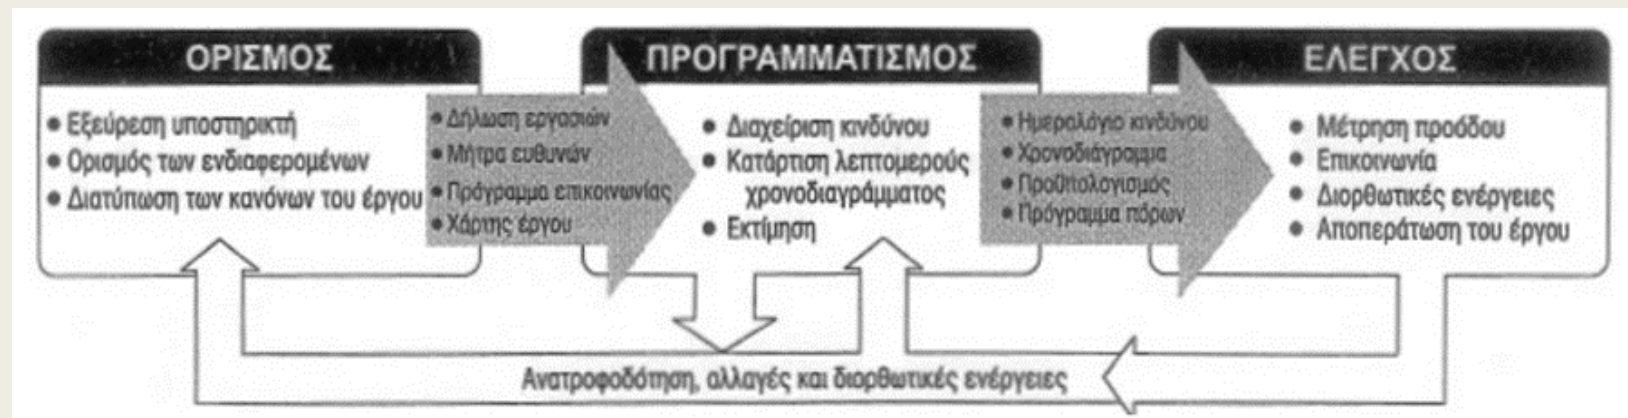 ΟΡΙΣΜΟΣ
• Εξεύρεση υποστηρικτή
• Ορισμός των ενδιαφερομένων
• Διατύπωση των κανόνων του έργου
• Δήλωση εργασιών
• Μήτρα ευθυνών
• Πρόγραμμα επικοινωνίας
• Χάρτης έργου
ΠΡΟΓΡΑΜΜΑΤΙΣΜΟΣ
• Διαχείριση κινδύνου
• Κατάρτιση λεπτομερούς
χρονοδιαγράμματος
• Εκτίμηση
• Ημερολόγιο κινδύνου
• Χρονοδιάγραμμα
• Προϋπολογισμός
• Πρόγραμμα πόρων
ΕΛΕΓΧΟΣ
• Μέτρηση προόδου
• Επικοινωνία
• Διορθωτικές ενέργειες
• Αποπεράτωση του έργου
Ανατροφοδότηση, αλλαγές και διορθωτικές ενέργειες